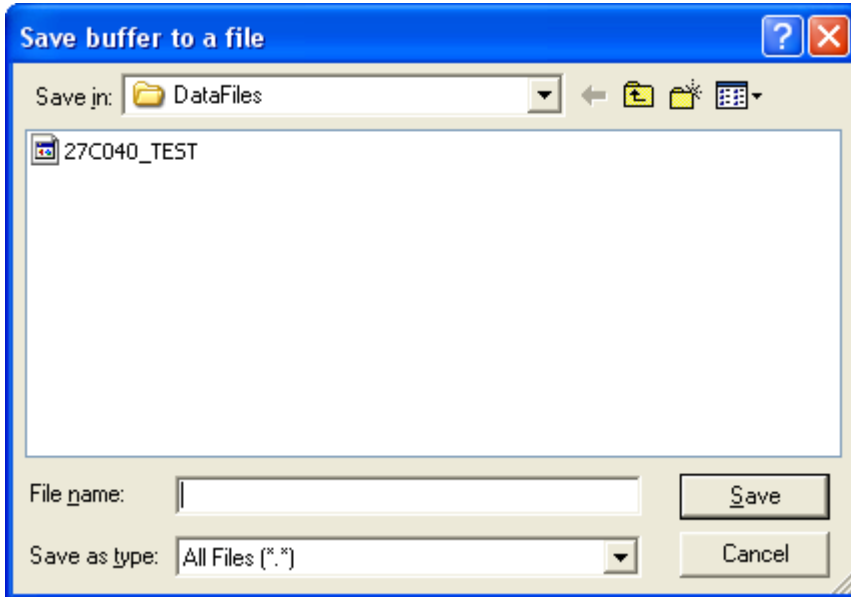 Save buffer to a file
Save in: DataFiles
27C040_TEST
File name: Save
Save as type: All Files (*.*) Cancel